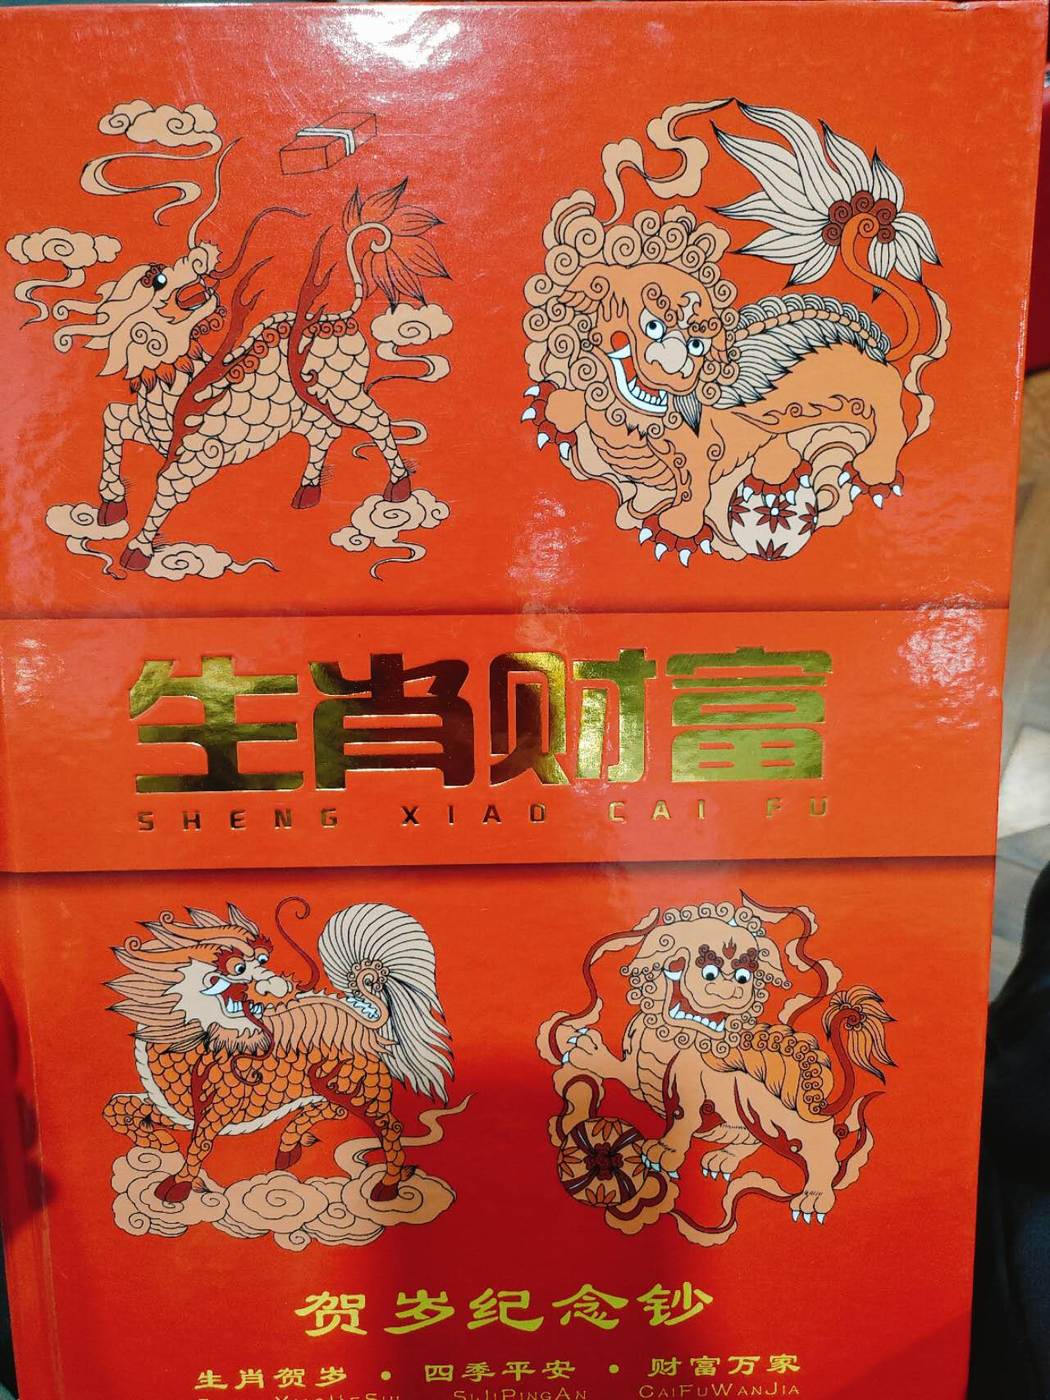 生肖财富
SHENG XIAO CAI FU
贺岁纪念钞
生肖贺岁 · 四季平安 · 财富万家
SIJIPINGAN CAIFUWANJIA